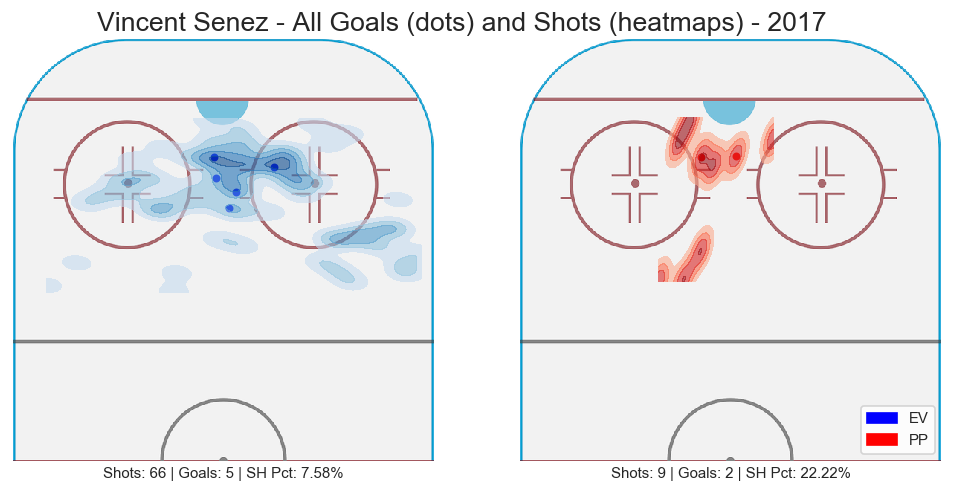 Vincent Senez - All Goals (dots) and Shots (heatmaps) - 2017
EV
PP
Shots: 66 | Goals: 5 | SH Pct: 7.58%
Shots: 9 | Goals: 2 | SH Pct: 22.22%